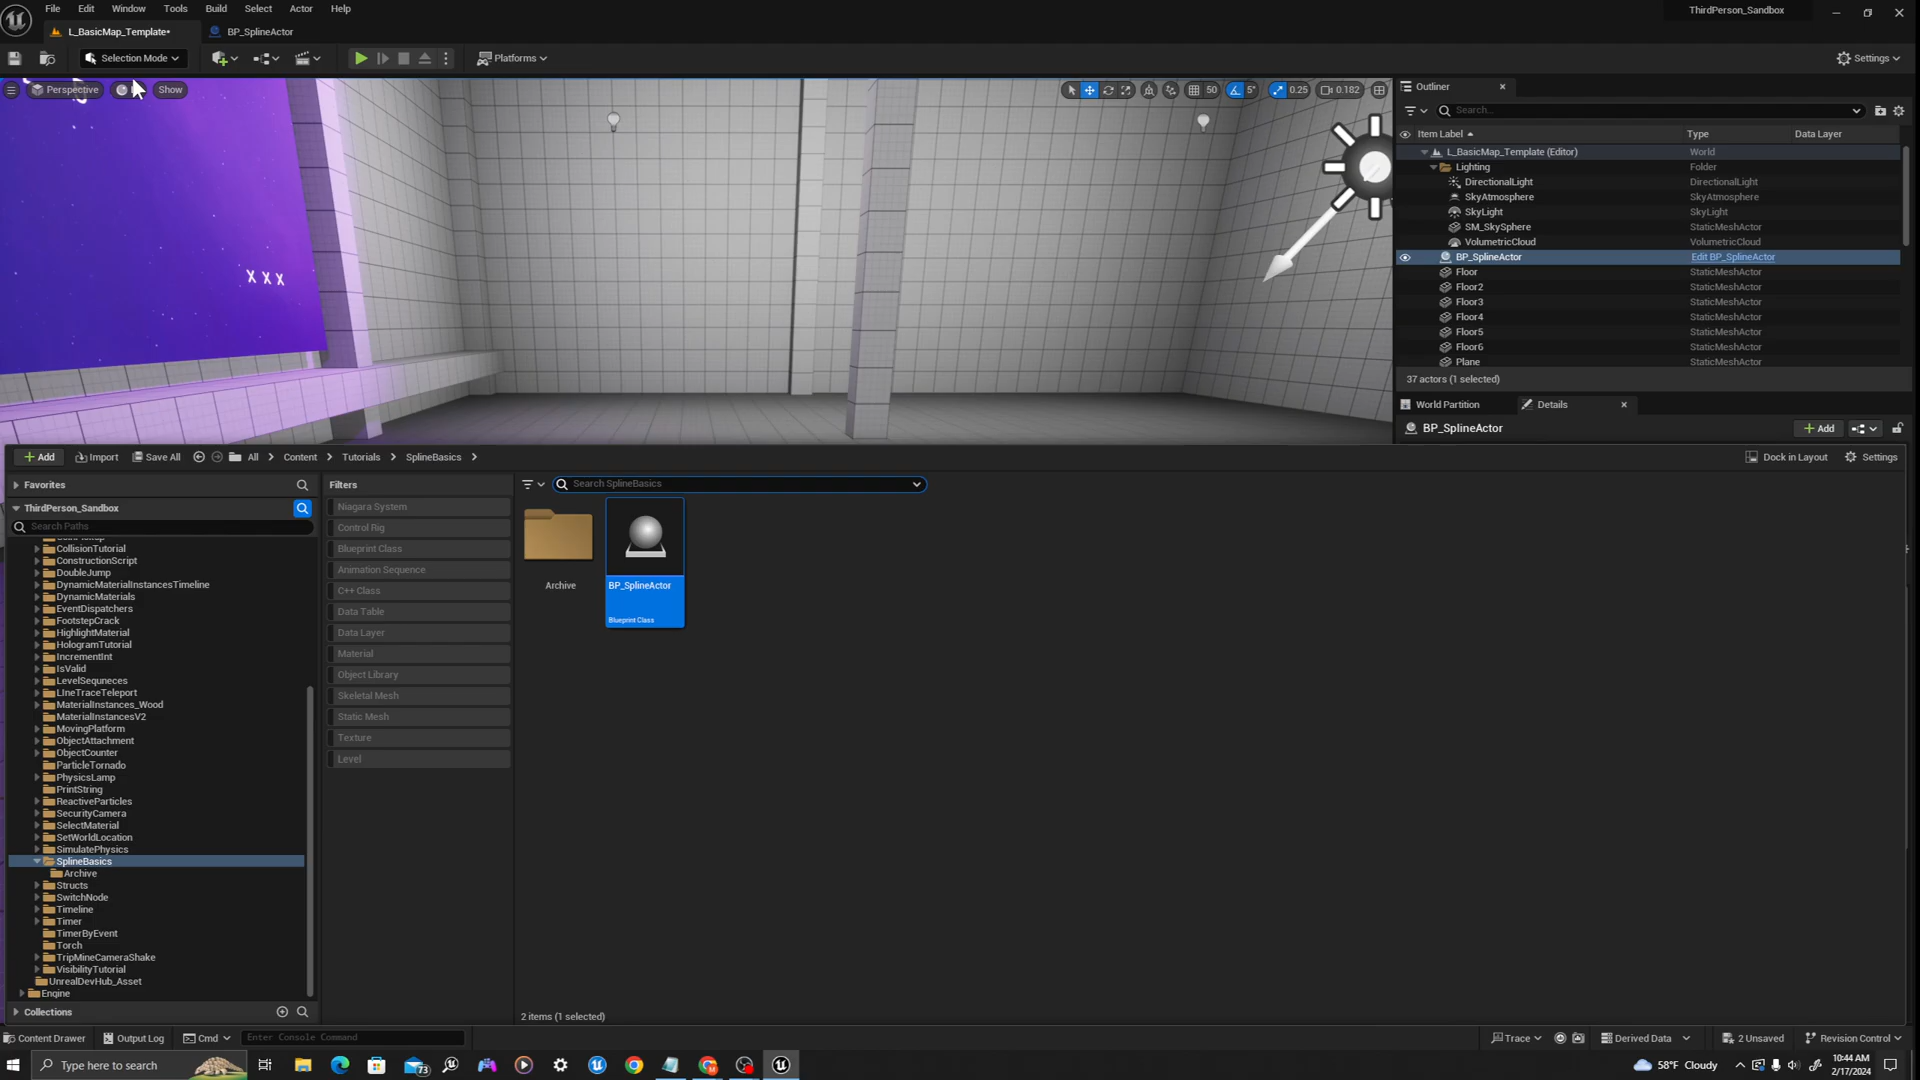 File Edit Window Tools Build Select Actor Help
ThirdPerson_Sandbox
L_BasicMap_Template*
BP_SplineActor
Selection Mode
Platforms
Settings
Perspective
Show
50
5°
0.25
0.182
X X X
Outliner
Search...
Item Label
Type
Data Layer
L_BasicMap_Template (Editor) World
Lighting Folder
DirectionalLight DirectionalLight
SkyAtmosphere SkyAtmosphere
SkyLight SkyLight
SM_SkySphere StaticMeshActor
VolumetricCloud VolumetricCloud
BP_SplineActor Edit BP_SplineActor
Floor StaticMeshActor
Floor2 StaticMeshActor
Floor3 StaticMeshActor
Floor4 StaticMeshActor
Floor5 StaticMeshActor
Floor6 StaticMeshActor
Plane StaticMeshActor
37 actors (1 selected)
World Partition
Details
BP_SplineActor
Add
Add
Import
Save All
All
Content
Tutorials
SplineBasics
Dock in Layout
Settings
Favorites
ThirdPerson_Sandbox
Search Paths
CollisionTutorial
ConstructionScript
DoubleJump
DynamicMaterialInstancesTimeline
DynamicMaterials
EventDispatchers
FootstepCrack
HighlightMaterial
HologramTutorial
IncrementInt
IsValid
LevelSequneces
LIneTraceTeleport
MaterialInstances_Wood
MaterialInstancesV2
MovingPlatform
ObjectAttachment
ObjectCounter
ParticleTornado
PhysicsLamp
PrintString
ReactiveParticles
SecurityCamera
SelectMaterial
SetWorldLocation
SimulatePhysics
SplineBasics
Archive
Structs
SwitchNode
Timeline
Timer
TimerByEvent
Torch
TripMineCameraShake
VisibilityTutorial
UnrealDevHub_Asset
Engine
Collections
Filters
Niagara System
Control Rig
Blueprint Class
Animation Sequence
C++ Class
Data Table
Data Layer
Material
Object Library
Skeletal Mesh
Static Mesh
Texture
Level
Search SplineBasics
Archive
BP_SplineActor
Blueprint Class
2 items (1 selected)
Content Drawer
Output Log
Cmd
Enter Console Command
Trace
Derived Data
2 Unsaved
Revision Control
Type here to search
73
58°F Cloudy
10:44 AM
2/17/2024